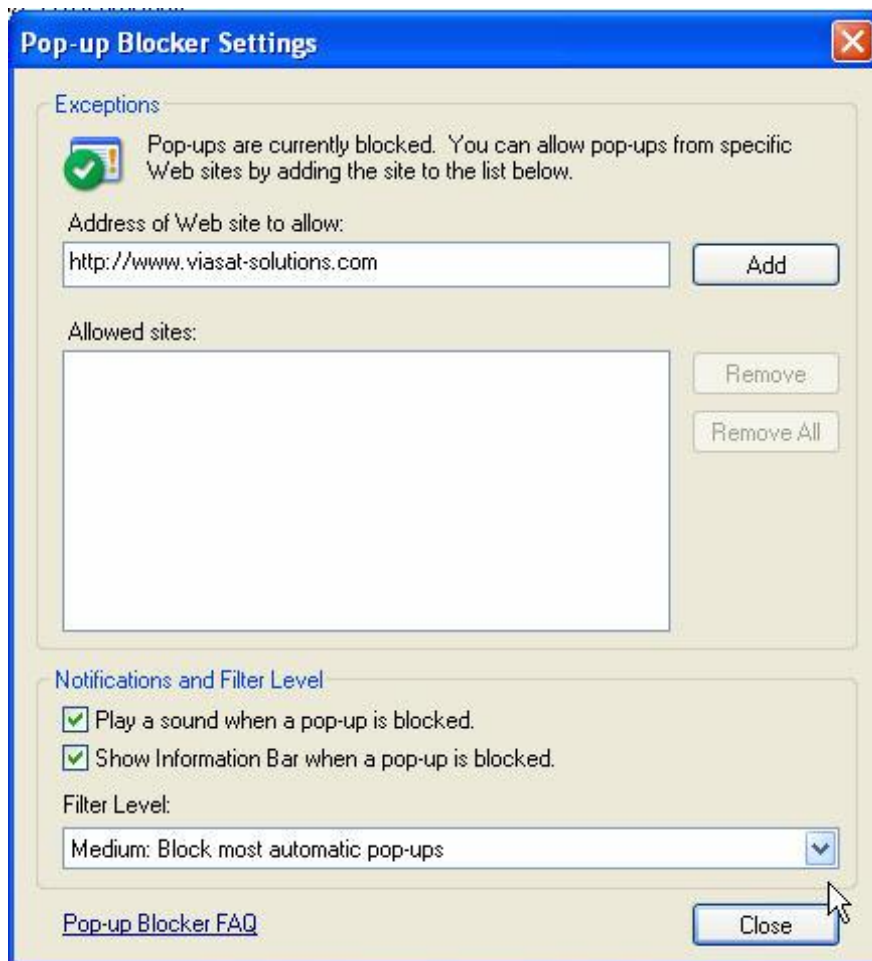 Pop-up Blocker Settings
Exceptions
Pop-ups are currently blocked. You can allow pop-ups from specific
Web sites by adding the site to the list below.
Address of Web site to allow:
http://www.viasat-solutions.com
Add
Allowed sites:
Remove
Remove All
Notifications and Filter Level
Play a sound when a pop-up is blocked.
Show Information Bar when a pop-up is blocked.
Filter Level:
Medium: Block most automatic pop-ups
Pop-up Blocker FAQ
Close